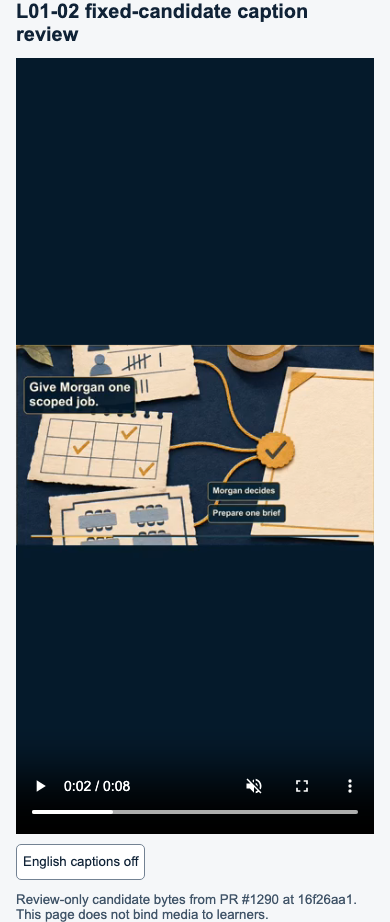 L01-02 fixed-candidate caption
review
Give Morgan one
scoped job.
Morgan decides
Prepare one brief
0:02 / 0:08
English captions off
Review-only candidate bytes from PR #1290 at 16f26aa1.
This page does not bind media to learners.